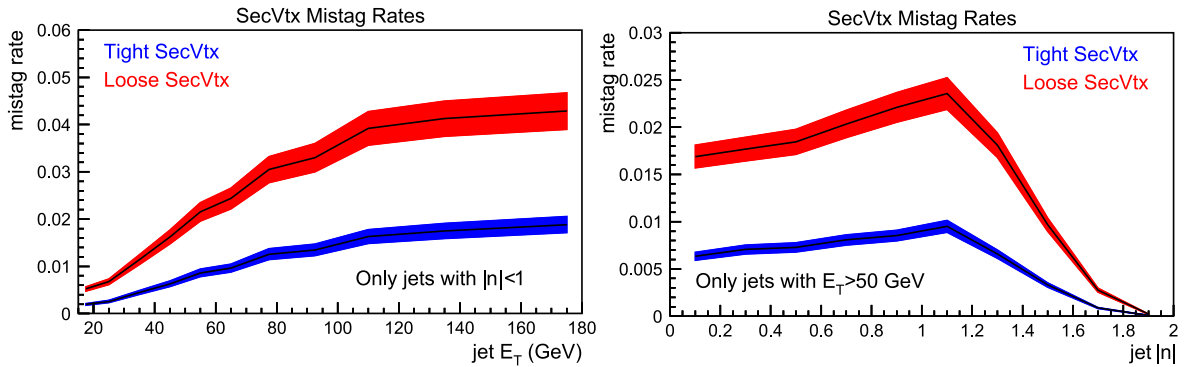 SecVtx Mistag Rates
mistag rate
0.06
0.05
0.04
0.03
0.02
0.01
0
Tight SecVtx
Loose SecVtx
Only jets with |η|<1
20 40 60 80 100 120 140 160 180
jet E_T (GeV)
SecVtx Mistag Rates
mistag rate
0.03
0.025
0.02
0.015
0.01
0.005
0
Tight SecVtx
Loose SecVtx
Only jets with E_T>50 GeV
0 0.2 0.4 0.6 0.8 1 1.2 1.4 1.6 1.8 2
jet |η|